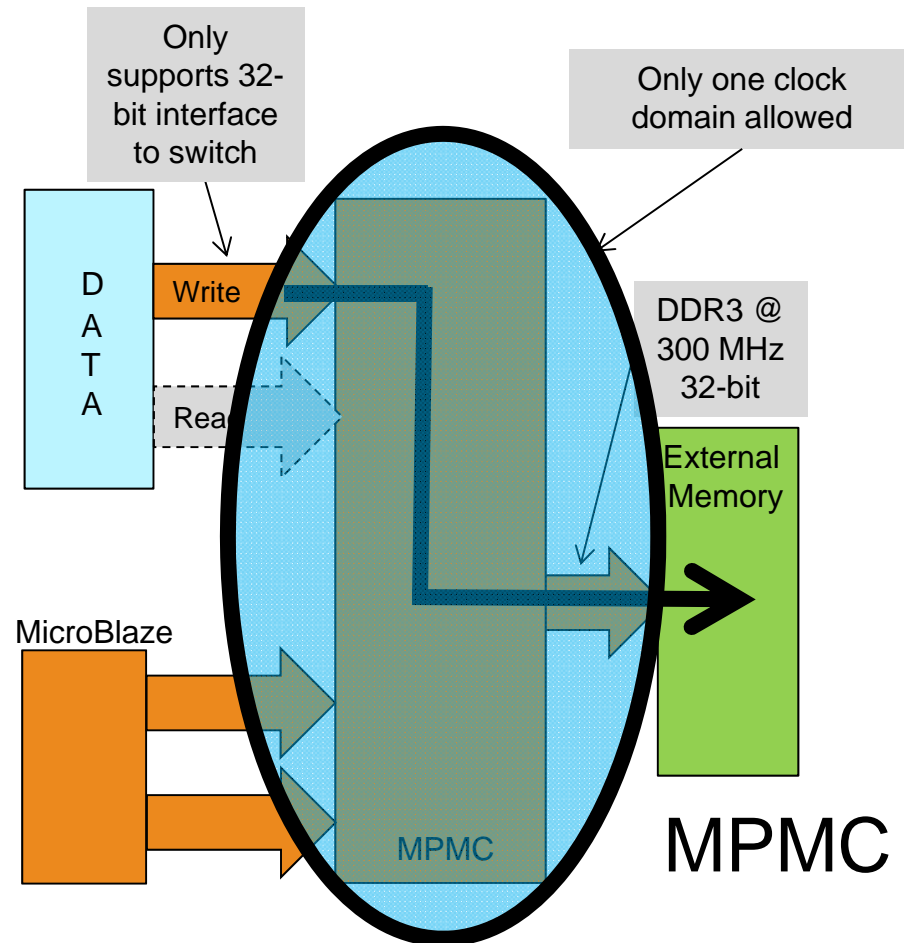 Only
supports 32-
bit interface
to switch
Only one clock
domain allowed
D
A
T
A
Write
Read
DDR3 @
300 MHz
32-bit
External
Memory
MicroBlaze
MPMC
MPMC